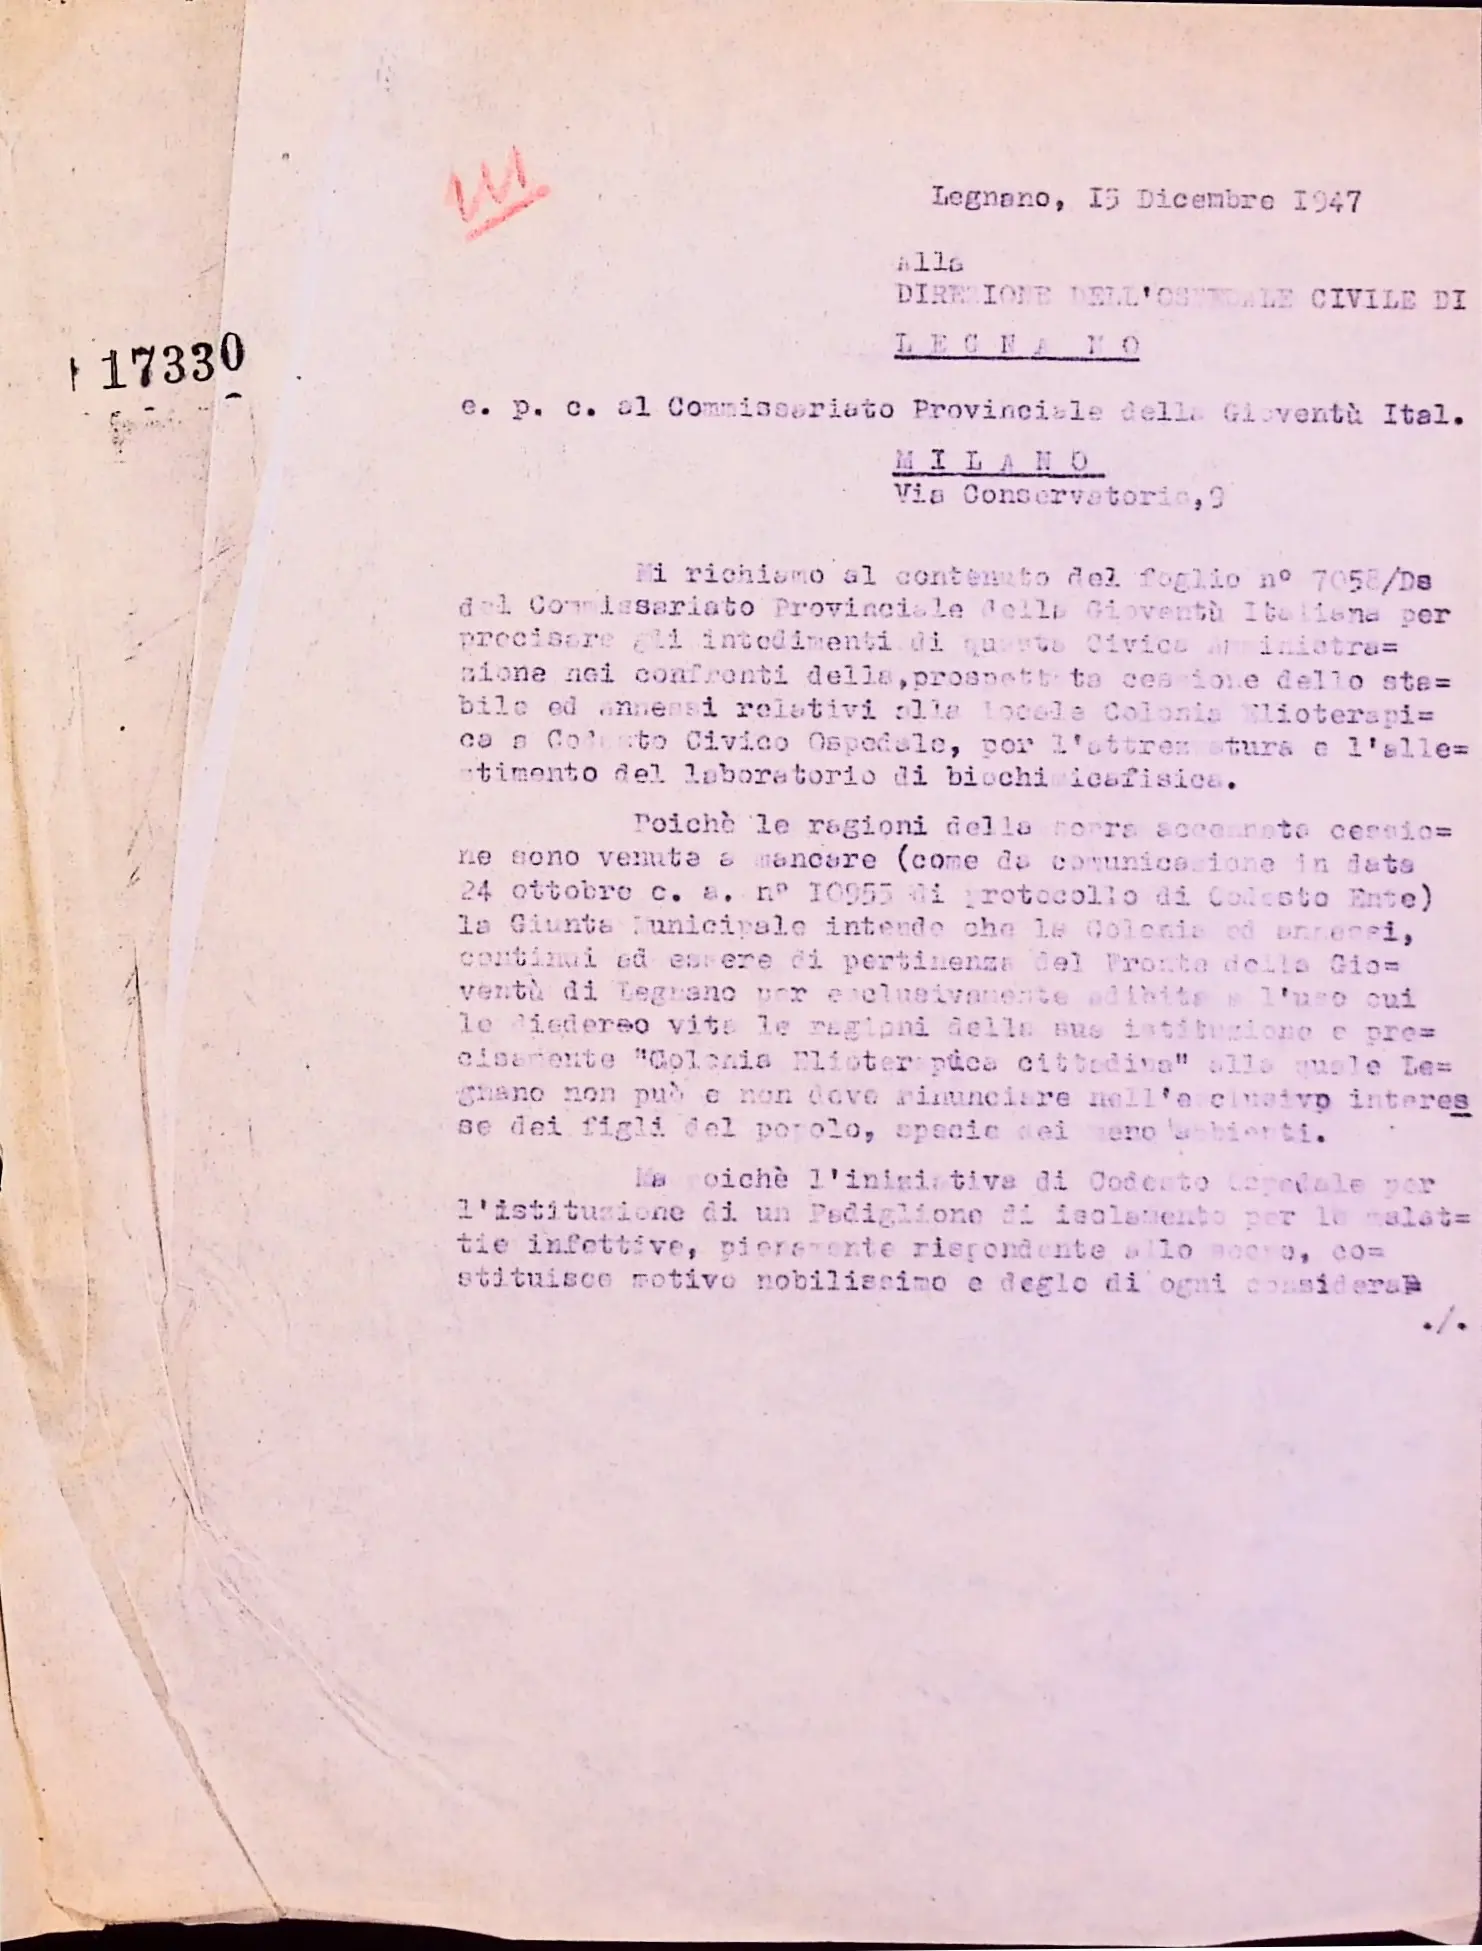 Legnano, 15 Dicembre 1947
Alla
DIREZIONE DELL'OSPEDALE CIVILE DI
L E G N A N O
17330
e. p. c. al Commissariato Provinciale della Gioventù Ital.
M I L A N O
Via Conservatorio,9
Mi richiamo al contenuto del foglio nº 7058/Ds
del Commissariato Provinciale della Gioventù Italiana per
precisare gli intedimenti di questa Civica Amministra=
zione nei confronti della,prospettata cessione dello sta=
bile ed annessi relativi alla locale Colonia Elioterapi=
ca a Codesto Civico Ospedale, per l'attrezzatura e l'alle=
stimento del laboratorio di biochimicafisica.
Poichè le ragioni della sopra accennata cessio=
ne sono venute a mancare (come da comunicazione in data
24 ottobre c. a. nº 10955 di protocollo di Codesto Ente)
la Giunta Municipale intende che la Colonia ed annessi,
continui ad essere di pertinenza del Fronte della Gio=
ventù di Legnano per esclusivamente adibita a l'uso cui
le diedereo vita le ragioni della sua istituzione e pre=
cisamente "Colonia Elioterapúca cittadina" alla quale Le=
gnano non può e non deve rinunciare nell'esclusivo interes
se dei figli del popolo, specie dei meno abbienti.
Ma poichè l'iniziativa di Codesto Ospedale per
l'istituzione di un Padiglione di isolamento per le malat=
tie infettive, pienamente rispondente allo scopo, co=
stituisce motivo nobilissimo e deglo di ogni consideran
./.